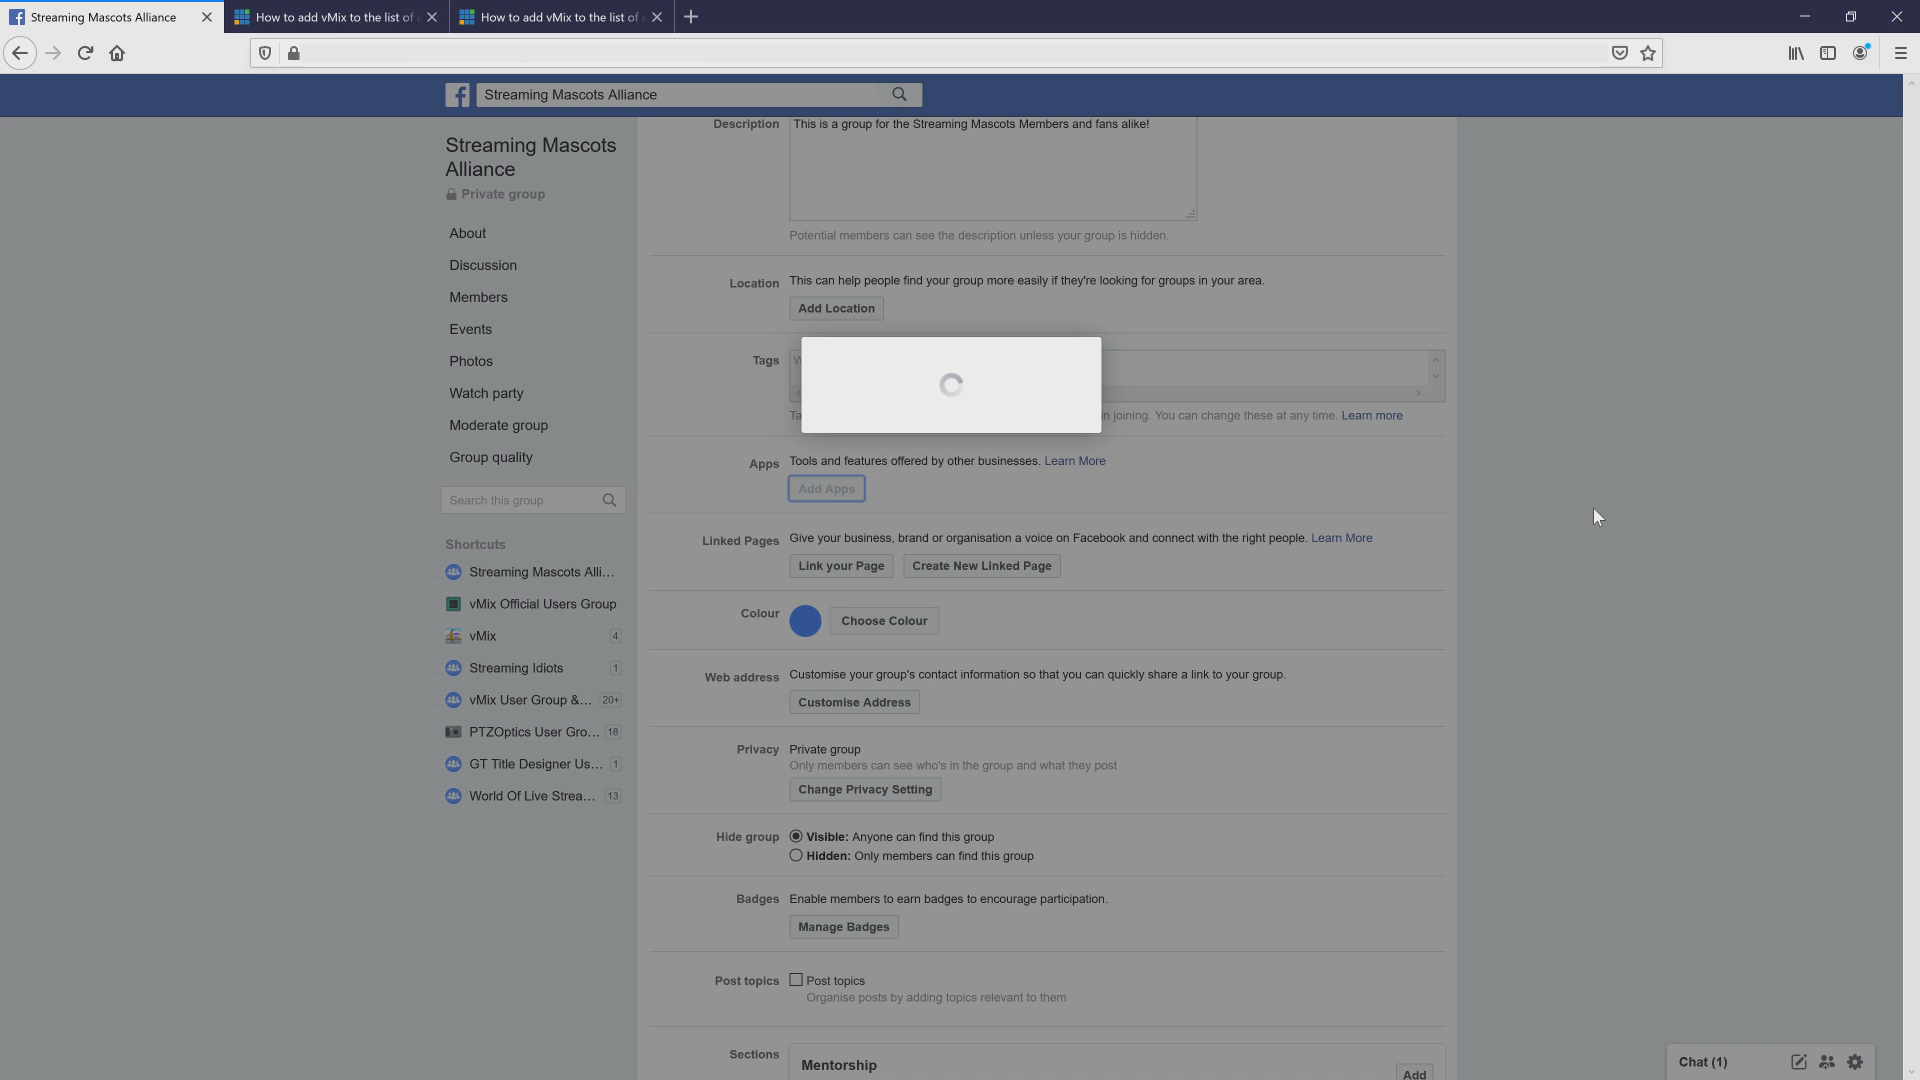 Streaming Mascots Alliance
How to add vMix to the list of
How to add vMix to the list of
Streaming Mascots Alliance
Streaming Mascots
Alliance
Private group
About
Discussion
Members
Events
Photos
Watch party
Moderate group
Group quality
Search this group
Shortcuts
Streaming Mascots Alli...
vMix Official Users Group
vMix 4
Streaming Idiots 1
vMix User Group &... 20+
PTZOptics User Gro... 18
GT Title Designer Us... 1
World Of Live Strea... 13
Description
This is a group for the Streaming Mascots Members and fans alike!
Potential members can see the description unless your group is hidden.
Location
This can help people find your group more easily if they're looking for groups in your area.
Add Location
Tags
in joining. You can change these at any time. Learn more
Apps
Tools and features offered by other businesses. Learn More
Add Apps
Linked Pages
Give your business, brand or organisation a voice on Facebook and connect with the right people. Learn More
Link your Page
Create New Linked Page
Colour
Choose Colour
Web address
Customise your group's contact information so that you can quickly share a link to your group.
Customise Address
Privacy
Private group
Only members can see who's in the group and what they post
Change Privacy Setting
Hide group
Visible: Anyone can find this group
Hidden: Only members can find this group
Badges
Enable members to earn badges to encourage participation.
Manage Badges
Post topics
Post topics
Organise posts by adding topics relevant to them
Sections
Mentorship
Add
Chat (1)